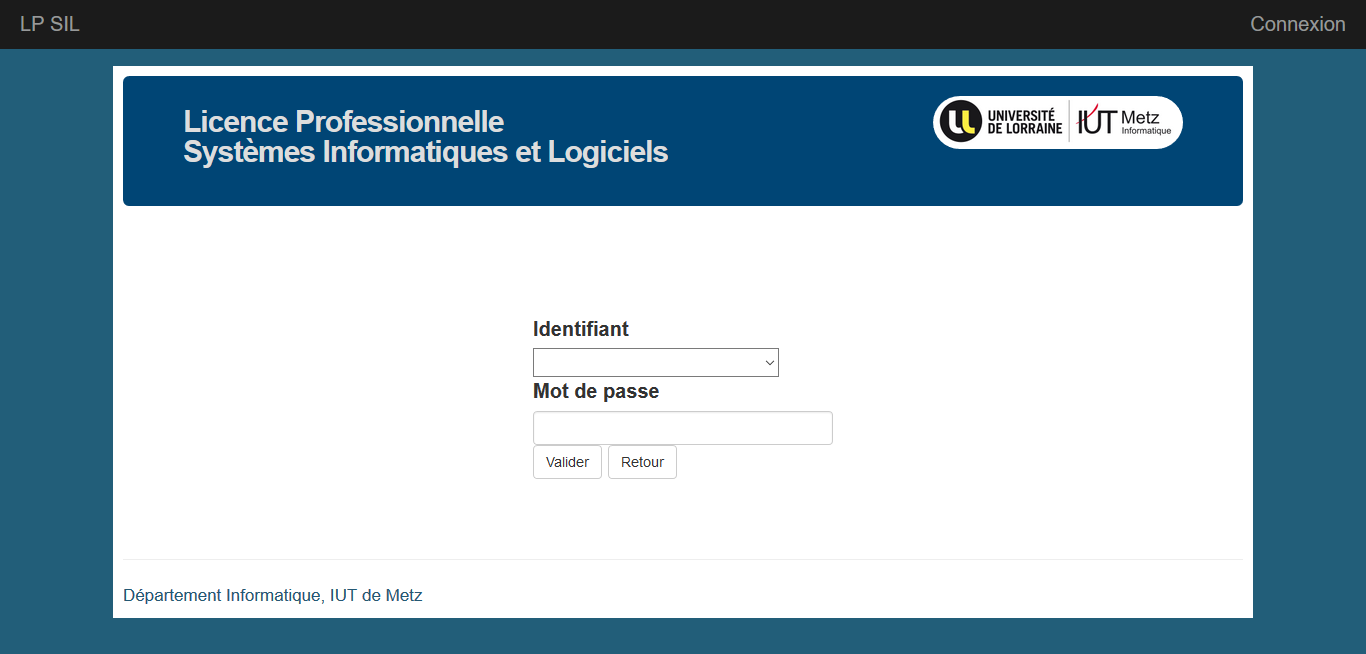 LP SIL
Connexion
Licence Professionnelle
Systèmes Informatiques et Logiciels
UNIVERSITÉ
DE LORRAINE
IUT Metz
Informatique
Identifiant
Mot de passe
Valider
Retour
Département Informatique, IUT de Metz